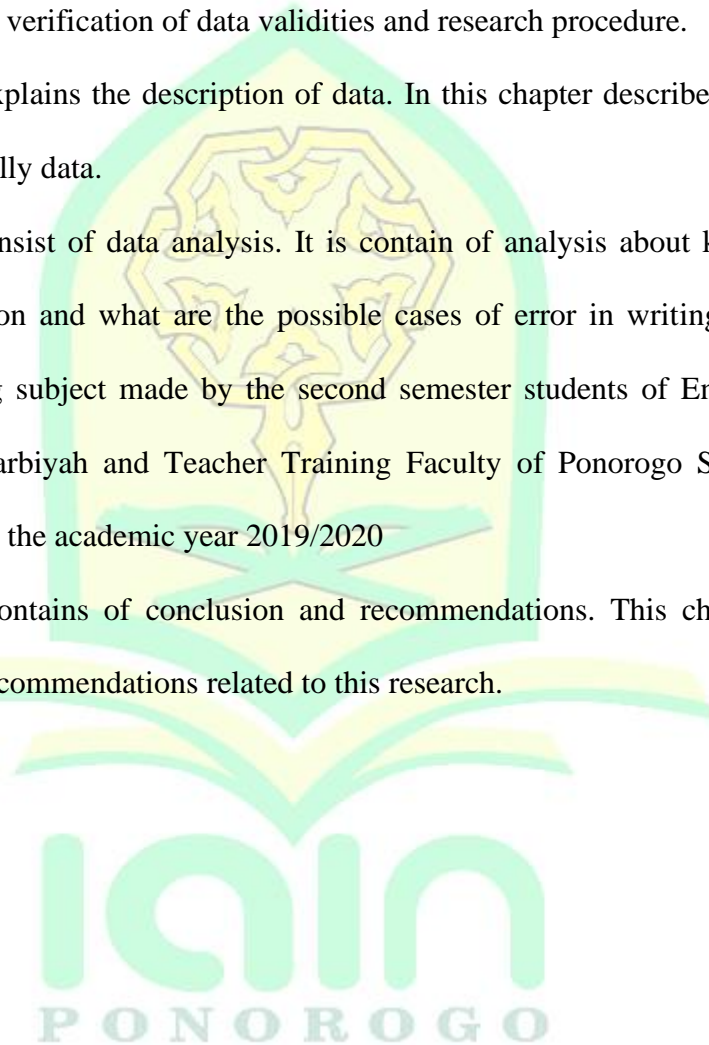 verification of data validities and research procedure.
xplains the description of data. In this chapter describe
lly data.
nsist of data analysis. It is contain of analysis about k
on and what are the possible cases of error in writing
g subject made by the second semester students of En
arbiyah and Teacher Training Faculty of Ponorogo S
the academic year 2019/2020
ontains of conclusion and recommendations. This ch
commendations related to this research.
iain
PONOROGO